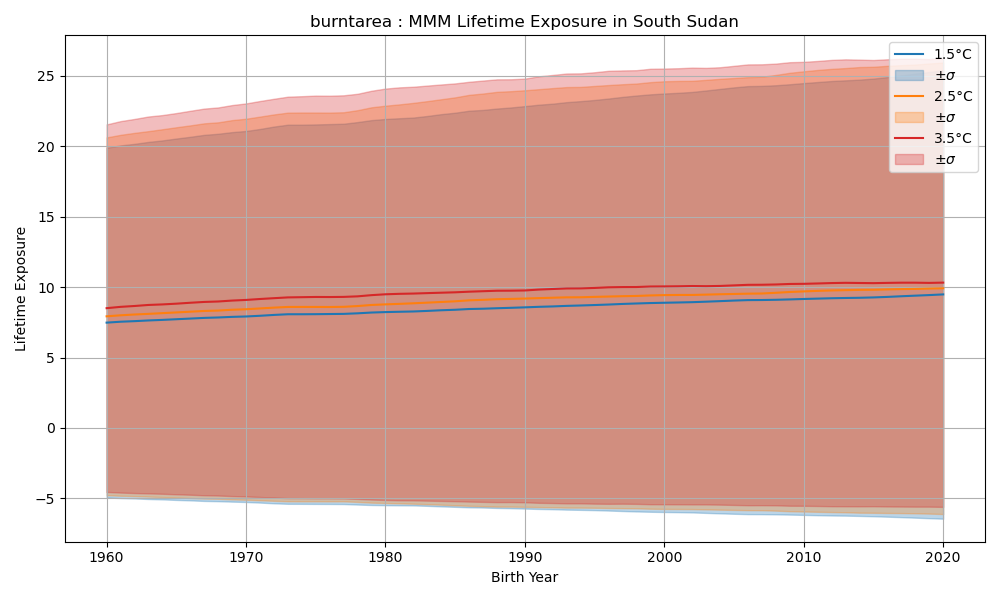 burntarea : MMM Lifetime Exposure in South Sudan
1.5°C
±σ
2.5°C
±σ
3.5°C
±σ
Lifetime Exposure
25
20
15
10
5
0
−5
1960 1970 1980 1990 2000 2010 2020
Birth Year